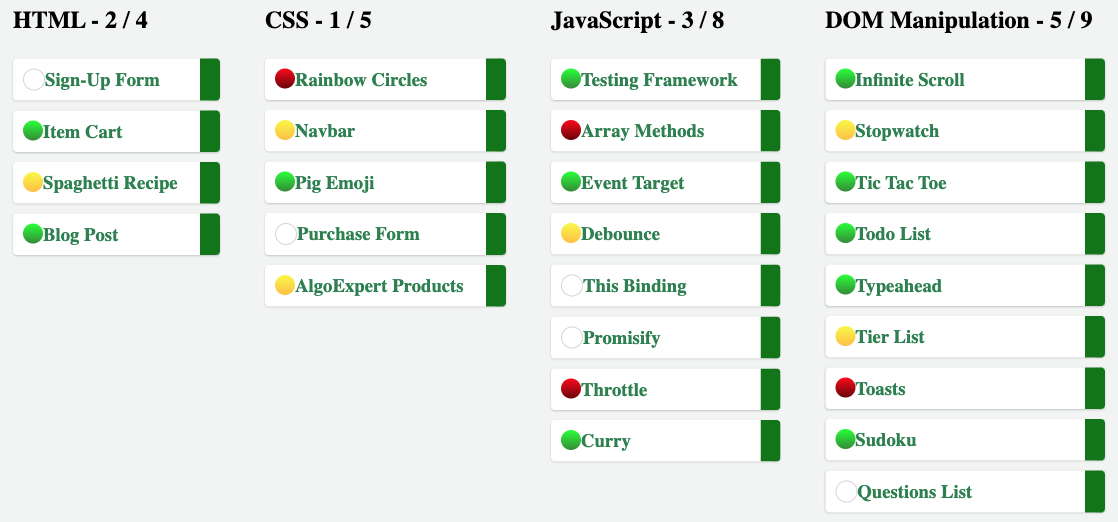 HTML - 2 / 4
Sign-Up Form
Item Cart
Spaghetti Recipe
Blog Post
CSS - 1 / 5
Rainbow Circles
Navbar
Pig Emoji
Purchase Form
AlgoExpert Products
JavaScript - 3 / 8
Testing Framework
Array Methods
Event Target
Debounce
This Binding
Promisify
Throttle
Curry
DOM Manipulation - 5 / 9
Infinite Scroll
Stopwatch
Tic Tac Toe
Todo List
Typeahead
Tier List
Toasts
Sudoku
Questions List